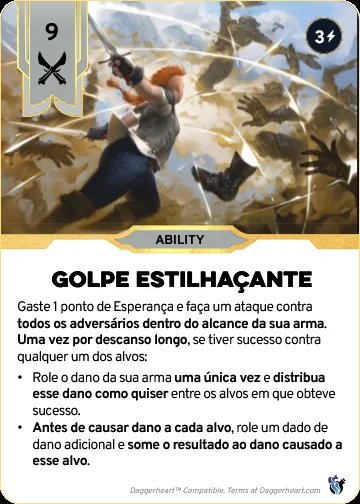 9
3
ABILITY
GOLPE ESTILHAÇANTE
Gaste 1 ponto de Esperança e faça um ataque contra
todos os adversários dentro do alcance da sua arma.
Uma vez por descanso longo, se tiver sucesso contra
qualquer um dos alvos:
• Role o dano da sua arma uma única vez e distribua
esse dano como quiser entre os alvos em que obteve
sucesso.
• Antes de causar dano a cada alvo, role um dado de
dano adicional e some o resultado ao dano causado a
esse alvo.
Daggerheart™ Compatible. Terms at Daggerheart.com